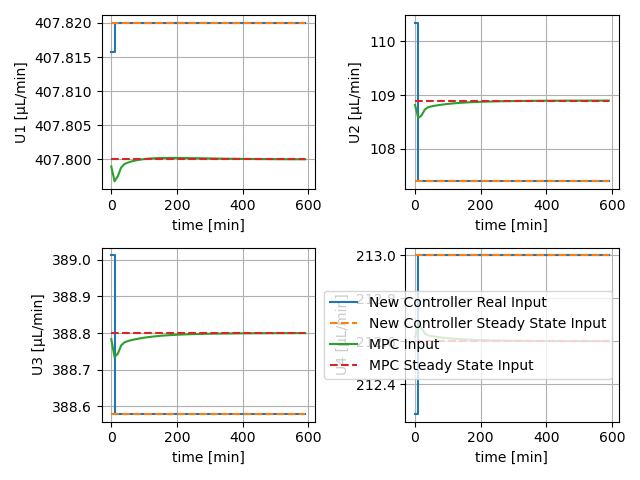 407.820
407.815
407.810
407.805
407.800
U1 [µL/min]
0 200 400 600
time [min]
110
109
108
U2 [µL/min]
0 200 400 600
time [min]
389.0
388.9
388.8
388.7
388.6
U3 [µL/min]
0 200 400 600
time [min]
213.0
212.4
U4 [µL/min]
0 200 400 600
time [min]
New Controller Real Input
New Controller Steady State Input
MPC Input
MPC Steady State Input